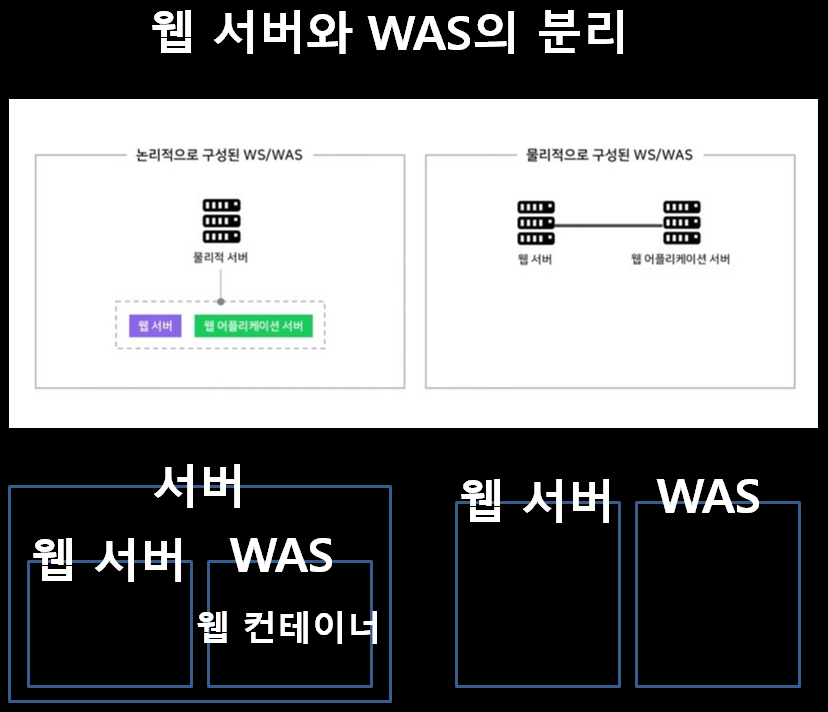 웹 서버와 WAS의 분리
논리적으로 구성된 WS/WAS
물리적 서버
웹 서버
웹 어플리케이션 서버
물리적으로 구성된 WS/WAS
웹 서버
웹 어플리케이션 서버
서버
웹 서버
WAS
웹 컨테이너
웹 서버
WAS